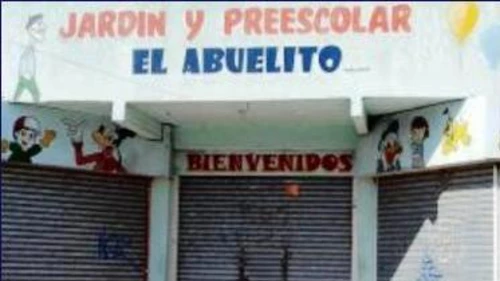 JARDIN Y PREESCOLAR
EL ABUELITO......
BIENVENIDOS